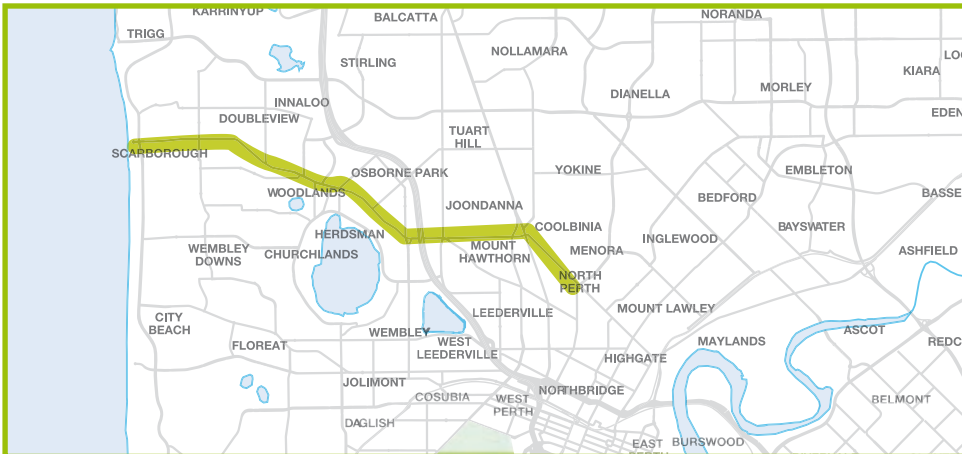 KARRINYUP
BALCATTA
NORANDA
TRIGG
NOLLAMARA
STIRLING
KIARA
MORLEY
DIANELLA
INNALOO
EDEN
DOUBLEVIEW
TUART
HILL
SCARBOROUGH
YOKINE
EMBLETON
OSBORNE PARK
WOODLANDS
BEDFORD
BASSE
JOONDANNA
COOLBINIA
BAYSWATER
HERDSMAN
INGLEWOOD
MOUNT
HAWTHORN
MENORA
ASHFIELD
WEMBLEY
DOWNS
CHURCHLANDS
NORTH
PERTH
MOUNT LAWLEY
LEEDERVILLE
CITY
BEACH
WEMBLEY
ASCOT
WEST
LEEDERVILLE
MAYLANDS
REDC
FLOREAT
HIGHGATE
JOLIMONT
NORTHBRIDGE
COSUBIA
WEST
PERTH
BELMONT
DAGLISH
EAST
BURSWOOD